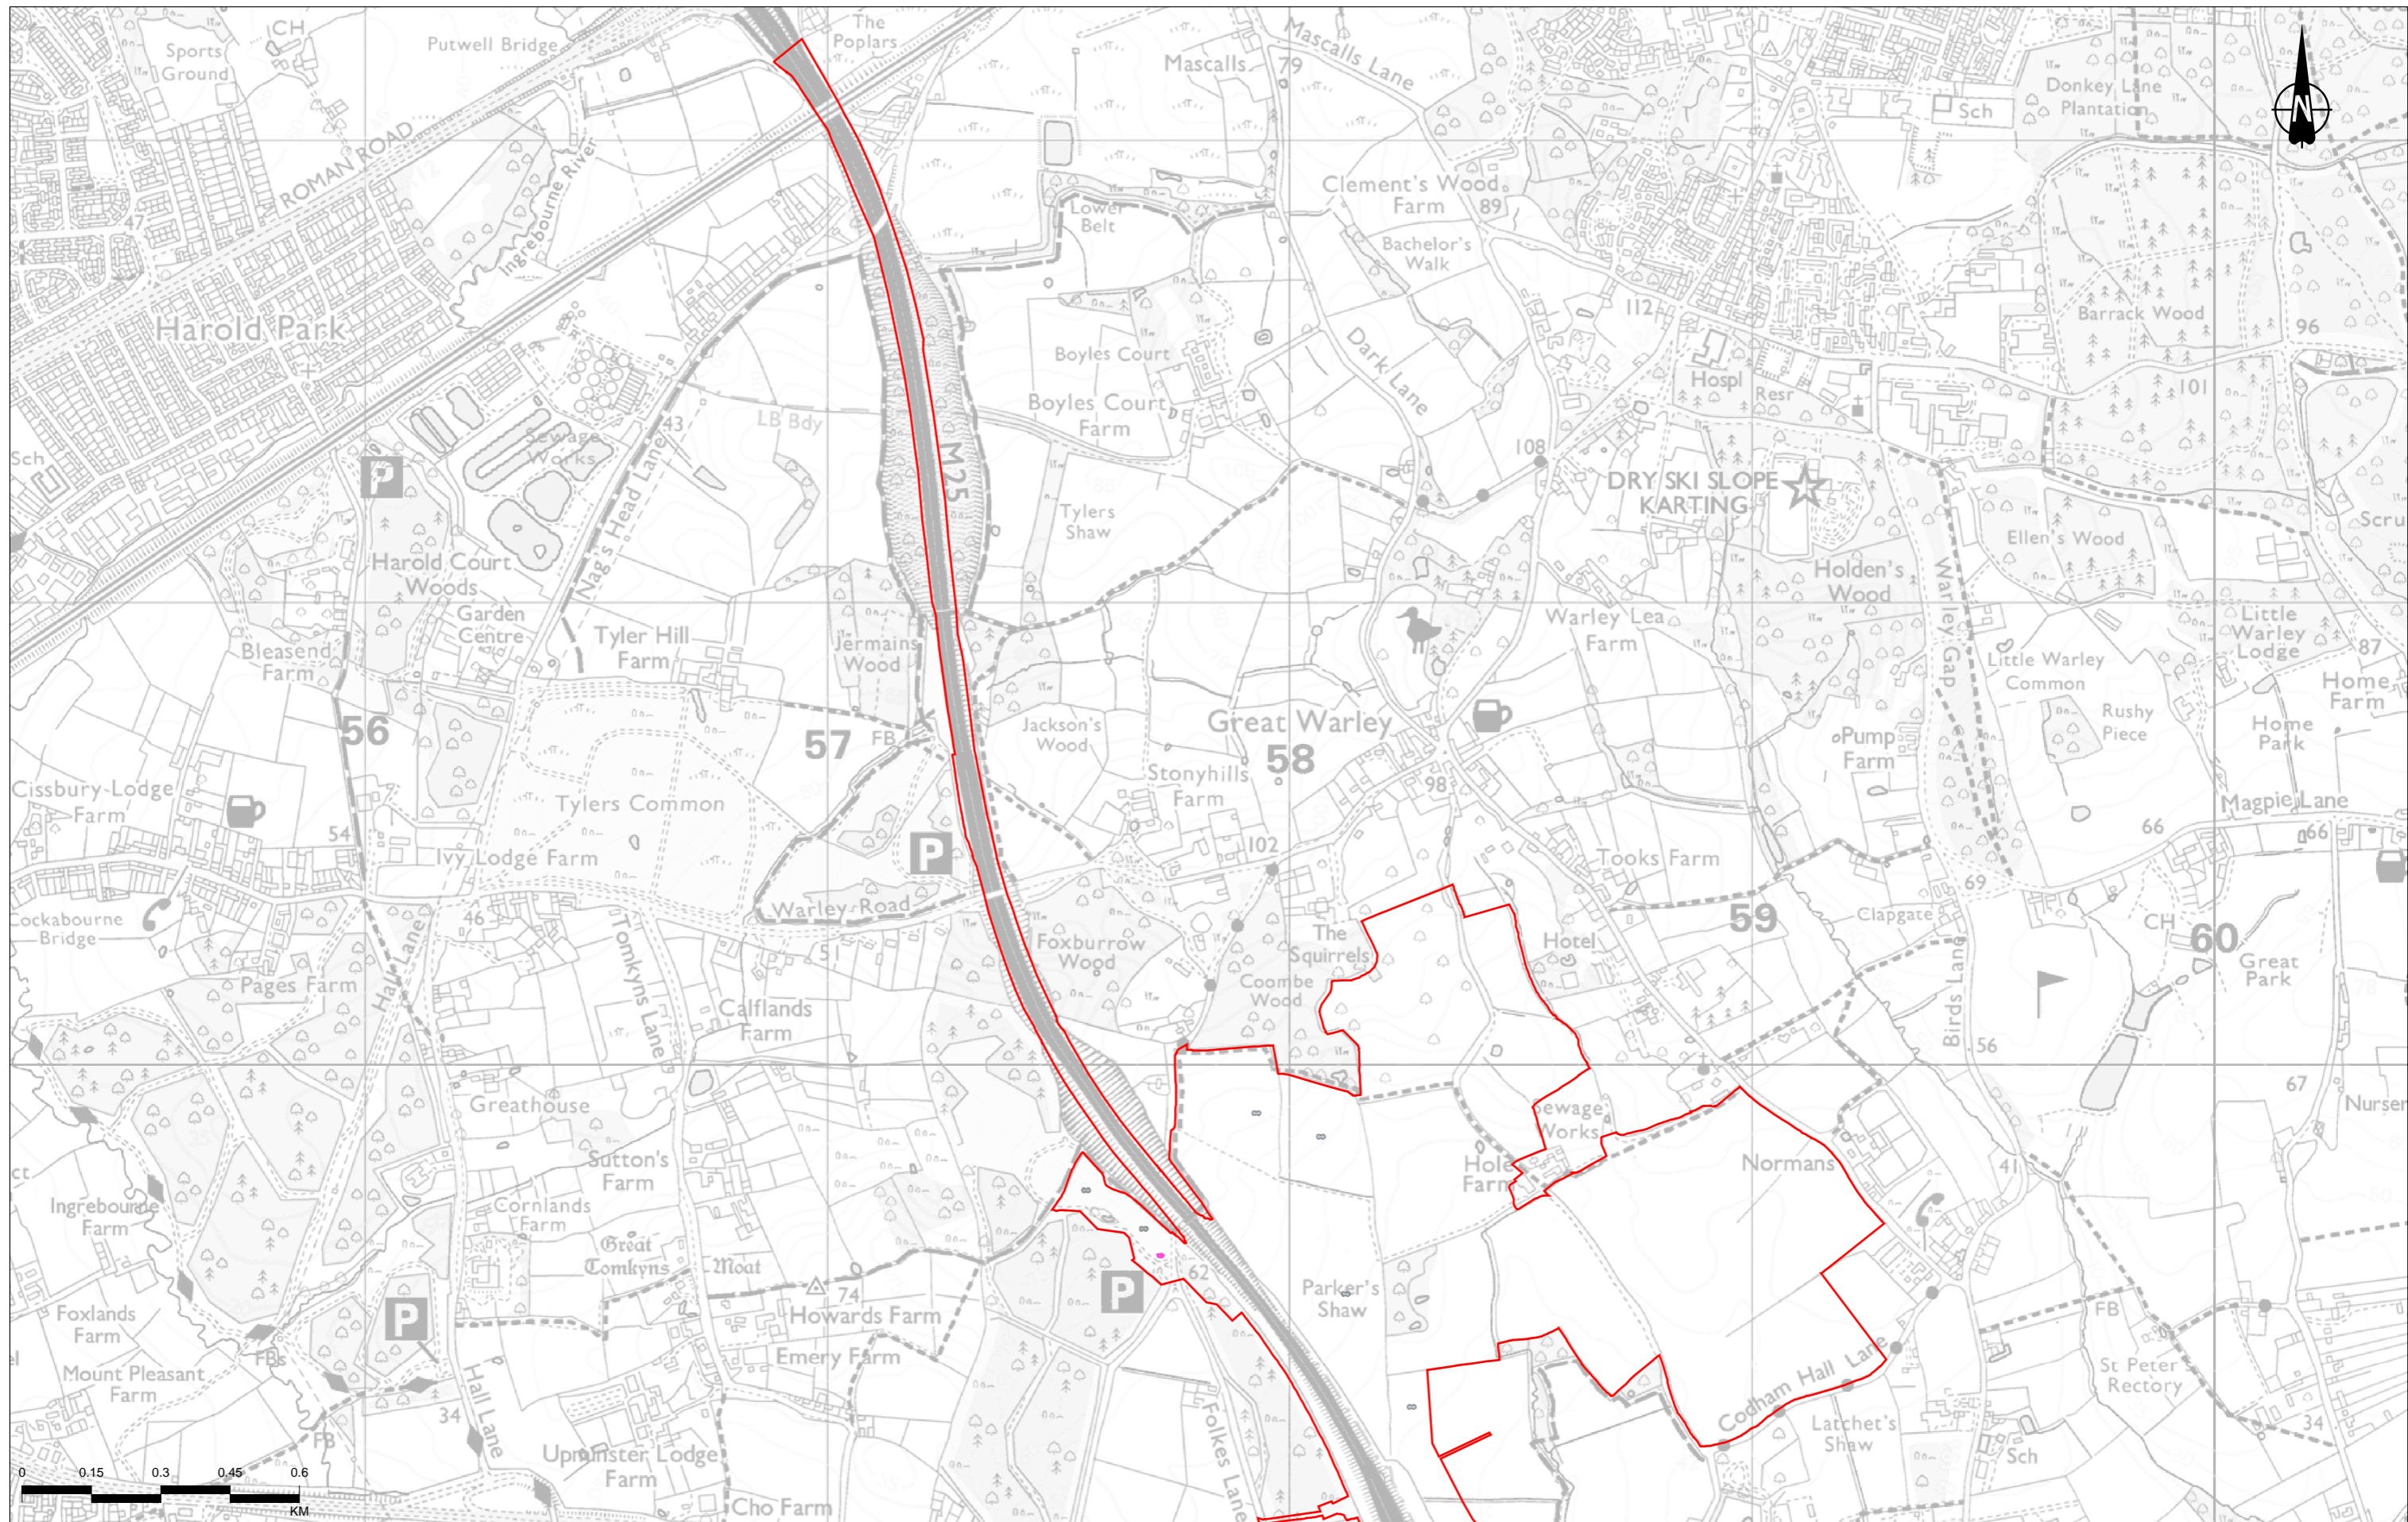 CH
Sports
Ground
Putwell Bridge
The
Poplars
Mascalls
79
Mascalls Lane
Donkey Lane
Plantation
Sch
N
ROMAN ROAD
47
Ingrebourne River
Lower
Belt
Clement's Wood
Farm
89
Bachelor's
Walk
112
Harold Park
Barrack Wood
96
101
Boyles Court
Boyles Court
Farm
Dark Lane
Hospl
Resr
LB Bdy
43
M25
Sewage
Works
Sch
P
Nags Head Lane
108
DRY SKI SLOPE
KARTING
Tylers
Shaw
Ellen's Wood
Scru
Harold Court
Woods
Garden
Centre
Holden's
Wood
Warley Gap
Warley Lea
Farm
Little
Warley
Lodge
87
Tyler Hill
Farm
Jermains
Wood
Bleasend
Farm
Little Warley
Common
Home
Farm
56
57
FB
Jackson's
Wood
Great Warley
58
Rushy
Piece
Home
Park
Pump
Farm
Stonyhills
Farm
98
Cissbury Lodge
Farm
Tylers Common
Magpie Lane
66
66
54
P
102
Ivy Lodge Farm
Tooks Farm
69
Cockabourne
Bridge
46
Warley Road
51
59
Clapgate
CH
60
Great
Park
Foxburrow
Wood
The
Squirrels
Hotel
Coombe
Wood
Pages Farm
Hall Lane
Tomkyns Lane
Calflands
Farm
Birds Lane
78
56
67
Greathouse
Nurser
Sewage
Works
Sutton's
Farm
Hole
Farm
Normans
41
ct
Ingrebourne
Farm
Cornlands
Farm
Great
Tomkyns
Moat
62
P
74
Howards Farm
Parker's
Shaw
Foxlands
Farm
P
FB
el
FBs
Emery Farm
Mount Pleasant
Farm
FB
34
Hall Lane
St Peter
Rectory
Codham Hall Lane
Latchet's
Shaw
34
Sch
Folkes Lane
Upminster Lodge
Farm
Cho Farm
0 0.15 0.3 0.45 0.6
KM